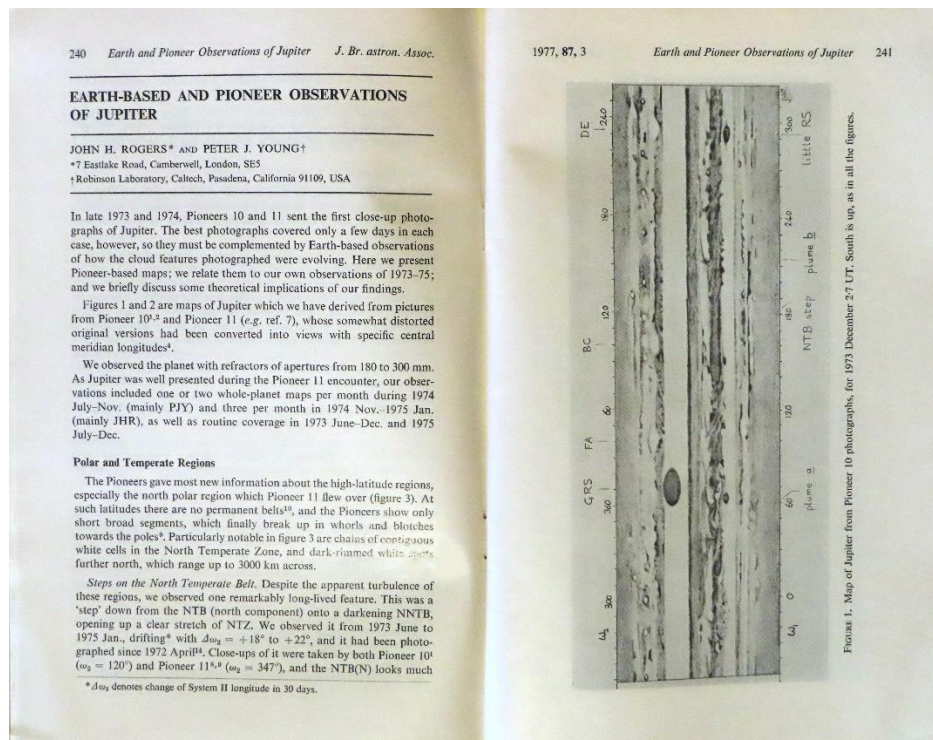 240 Earth and Pioneer Observations of Jupiter J. Br. astron. Assoc.
EARTH-BASED AND PIONEER OBSERVATIONS
OF JUPITER
JOHN H. ROGERS* AND PETER J. YOUNG†
*7 Eastlake Road, Camberwell, London, SE5
†Robinson Laboratory, Caltech, Pasadena, California 91109, USA
In late 1973 and 1974, Pioneers 10 and 11 sent the first close-up photo-
graphs of Jupiter. The best photographs covered only a few days in each
case, however, so they must be complemented by Earth-based observations
of how the cloud features photographed were evolving. Here we present
Pioneer-based maps; we relate them to our own observations of 1973–75;
and we briefly discuss some theoretical implications of our findings.
Figures 1 and 2 are maps of Jupiter which we have derived from pictures
from Pioneer 10¹·² and Pioneer 11 (e.g. ref. 7), whose somewhat distorted
original versions had been converted into views with specific central
meridian longitudes⁴.
We observed the planet with refractors of apertures from 180 to 300 mm.
As Jupiter was well presented during the Pioneer 11 encounter, our obser-
vations included one or two whole-planet maps per month during 1974
July–Nov. (mainly PJY) and three per month in 1974 Nov.–1975 Jan.
(mainly JHR), as well as routine coverage in 1973 June–Dec. and 1975
July–Dec.
Polar and Temperate Regions
The Pioneers gave most new information about the high-latitude regions,
especially the north polar region which Pioneer 11 flew over (figure 3). At
such latitudes there are no permanent belts¹⁰, and the Pioneers show only
short broad segments, which finally break up in whorls and blotches
towards the poles⁹. Particularly notable in figure 3 are chains of contiguous
white cells in the North Temperate Zone, and dark-rimmed white spots
further north, which range up to 3000 km across.
Steps on the North Temperate Belt. Despite the apparent turbulence of
these regions, we observed one remarkably long-lived feature. This was a
'step' down from the NTB (north component) onto a darkening NNTB,
opening up a clear stretch of NTZ. We observed it from 1973 June to
1975 Jan., drifting* with Δω₂ = +18° to +22°, and it had been photo-
graphed since 1972 April²⁴. Close-ups of it were taken by both Pioneer 10¹
(ω₂ = 120°) and Pioneer 11⁸·⁹ (ω₂ = 347°), and the NTB(N) looks much
*Δω₂ denotes change of System II longitude in 30 days.
1977, 87, 3 Earth and Pioneer Observations of Jupiter 241
GRS FA BC DE
ω₂ 300 360 60 120 180 240
ω₁ 0 60 120 180 240 300
plume a NTB step plume b little RS
FIGURE 1. Map of Jupiter from Pioneer 10 photographs, for 1973 December 2·7 UT. South is up, as in all the figures.